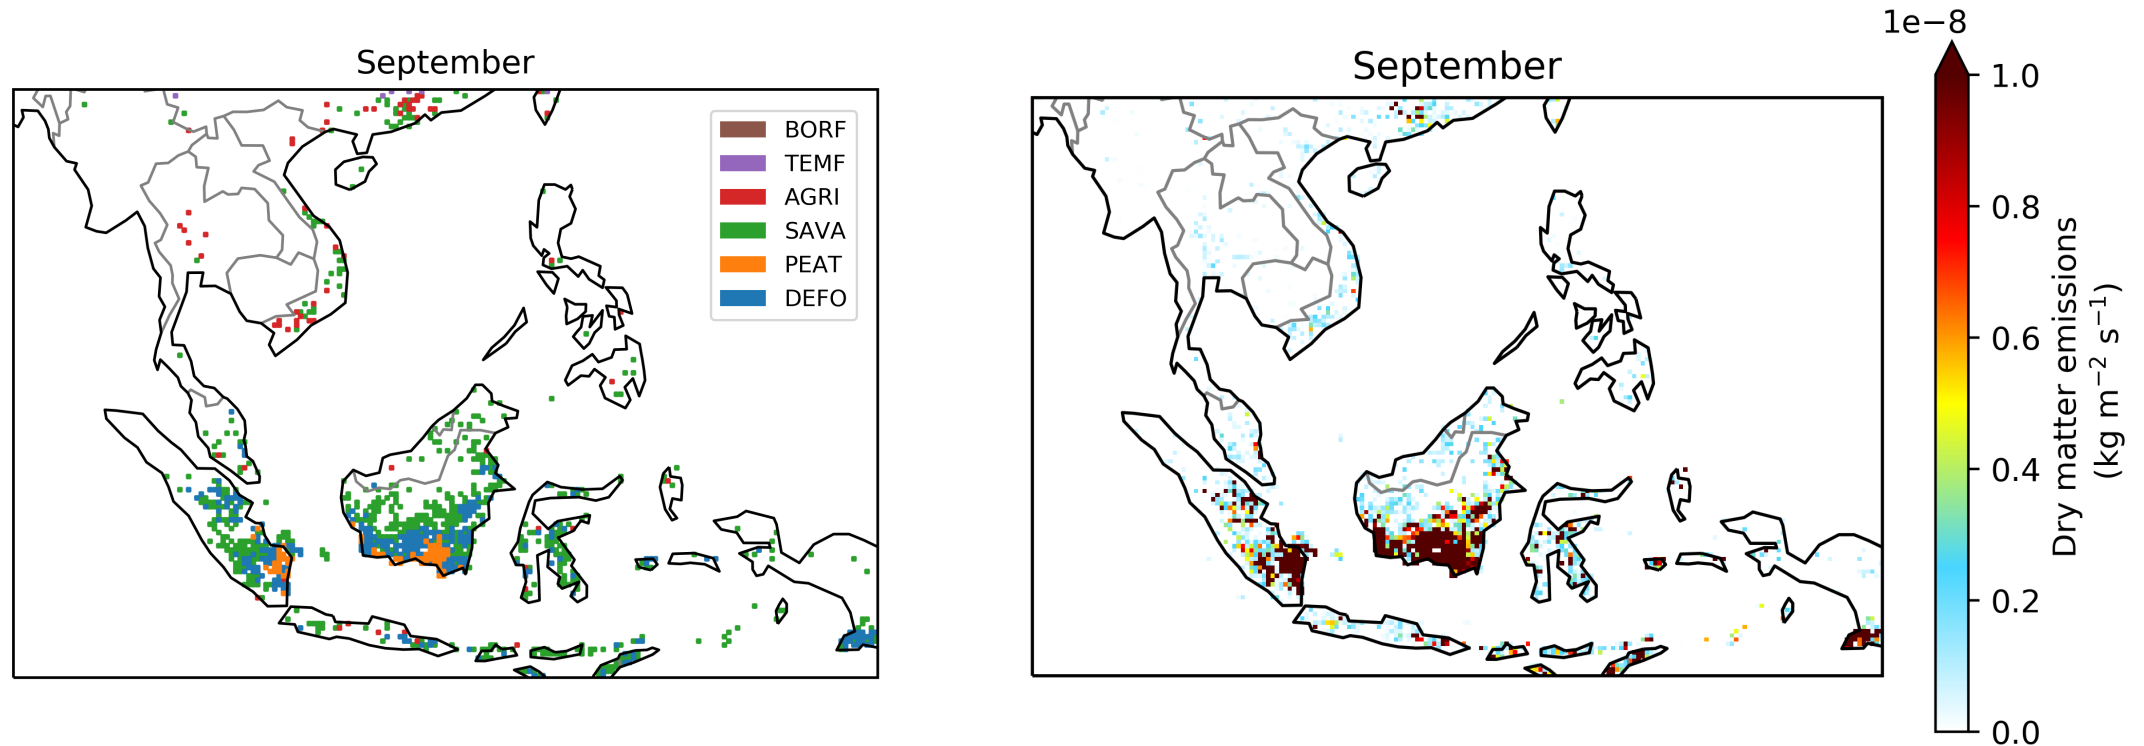 September
BORF
TEMF
AGRI
SAVA
PEAT
DEFO
September
1e−8
1.0
0.8
0.6
0.4
0.2
0.0
Dry matter emissions
(kg m−2 s−1)